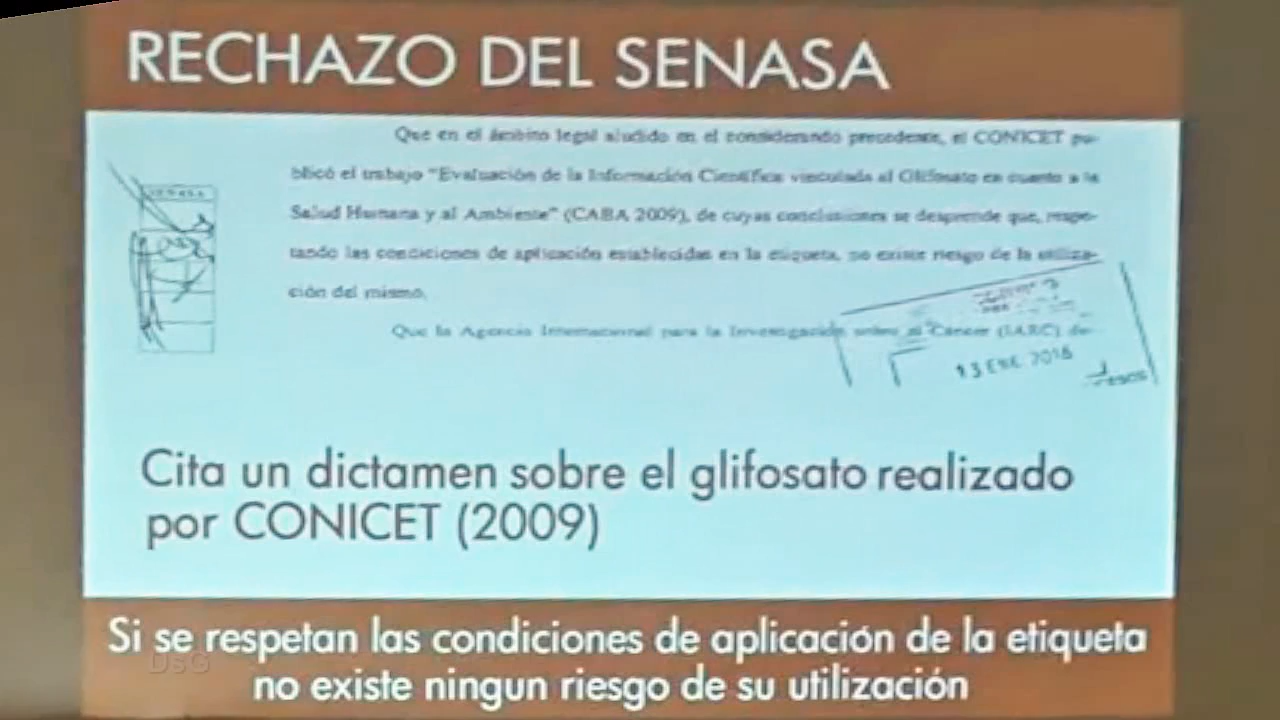 RECHAZO DEL SENASA
Que en el ámbito legal aludido en el considerando precedente, el CONICET pu-
blicó el trabajo "Evaluación de la Información Científica vinculada al Glifosato en cuanto a la
Salud Humana y al Ambiente" (CABA 2009), de cuyas conclusiones se desprende que, respe-
tando las condiciones de aplicación establecidas en la etiqueta, no existe riesgo de la utiliza-
ción del mismo.
Que la Agencia Internacional para la Investigación sobre el Cáncer (IARC) de-
SENASA
13 ENE 2016
Cita un dictamen sobre el glifosato realizado
por CONICET (2009)
Si se respetan las condiciones de aplicación de la etiqueta
no existe ningun riesgo de su utilización
DsG